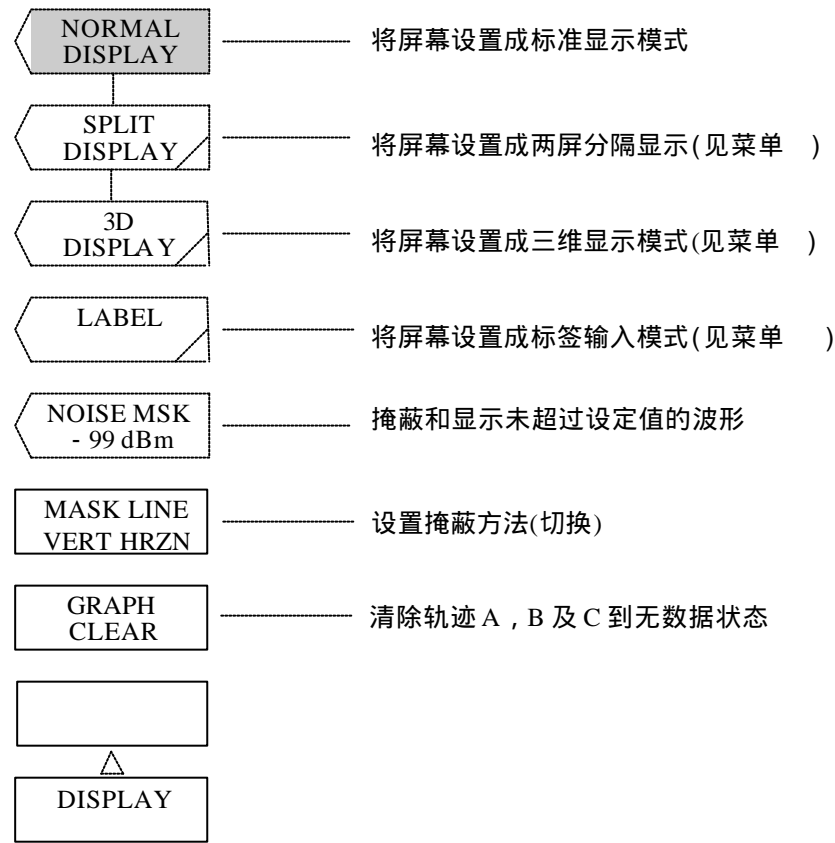 NORMAL
DISPLAY
将屏幕设置成标准显示模式
SPLIT
DISPLAY
将屏幕设置成两屏分隔显示(见菜单 )
3D
DISPLAY
将屏幕设置成三维显示模式(见菜单 )
LABEL
将屏幕设置成标签输入模式(见菜单 )
NOISE MSK
- 99 dBm
掩蔽和显示未超过设定值的波形
MASK LINE
VERT HRZN
设置掩蔽方法(切换)
GRAPH
CLEAR
清除轨迹 A , B 及 C 到无数据状态
DISPLAY